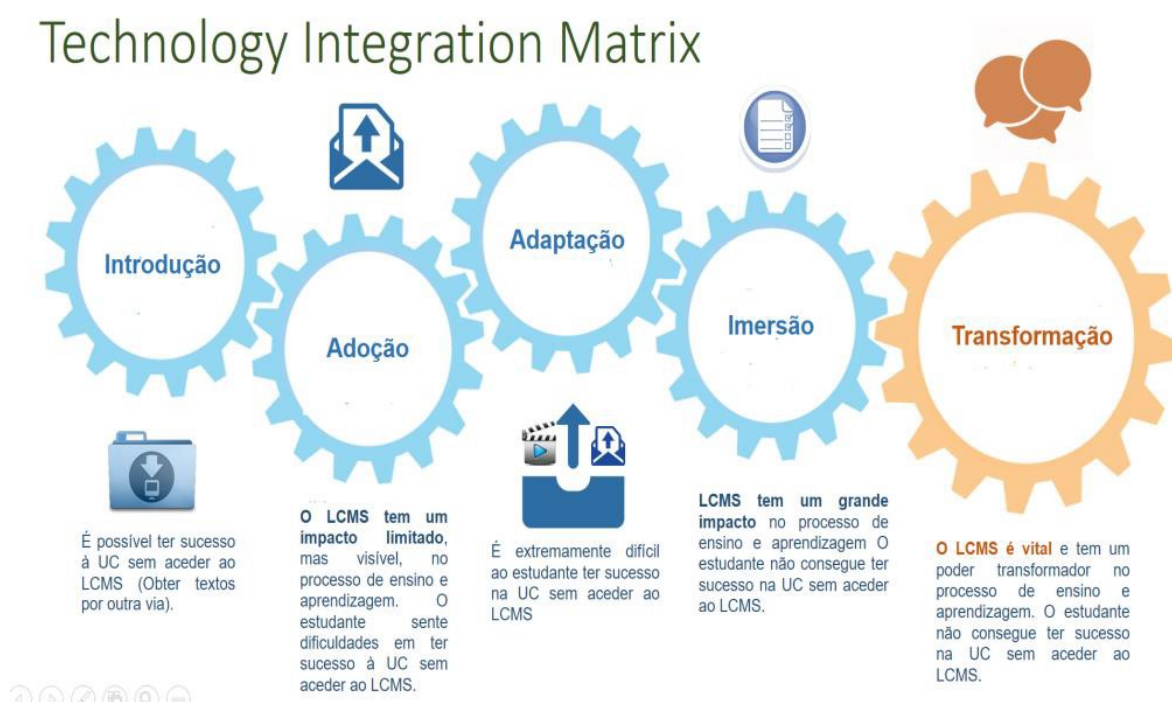 Technology Integration Matrix
Introdução
Adoção
Adaptação
Imersão
Transformação
É possível ter sucesso
à UC sem aceder ao
LCMS (Obter textos
por outra via).
O LCMS tem um
impacto limitado,
mas visível, no
processo de ensino e
aprendizagem. O
estudante sente
dificuldades em ter
sucesso à UC sem
aceder ao LCMS.
É extremamente difícil
ao estudante ter sucesso
na UC sem aceder ao
LCMS
LCMS tem um grande
impacto no processo de
ensino e aprendizagem O
estudante não consegue ter
sucesso na UC sem aceder
ao LCMS.
O LCMS é vital e tem um
poder transformador no
processo de ensino e
aprendizagem. O estudante
não consegue ter sucesso
na UC sem aceder ao
LCMS.